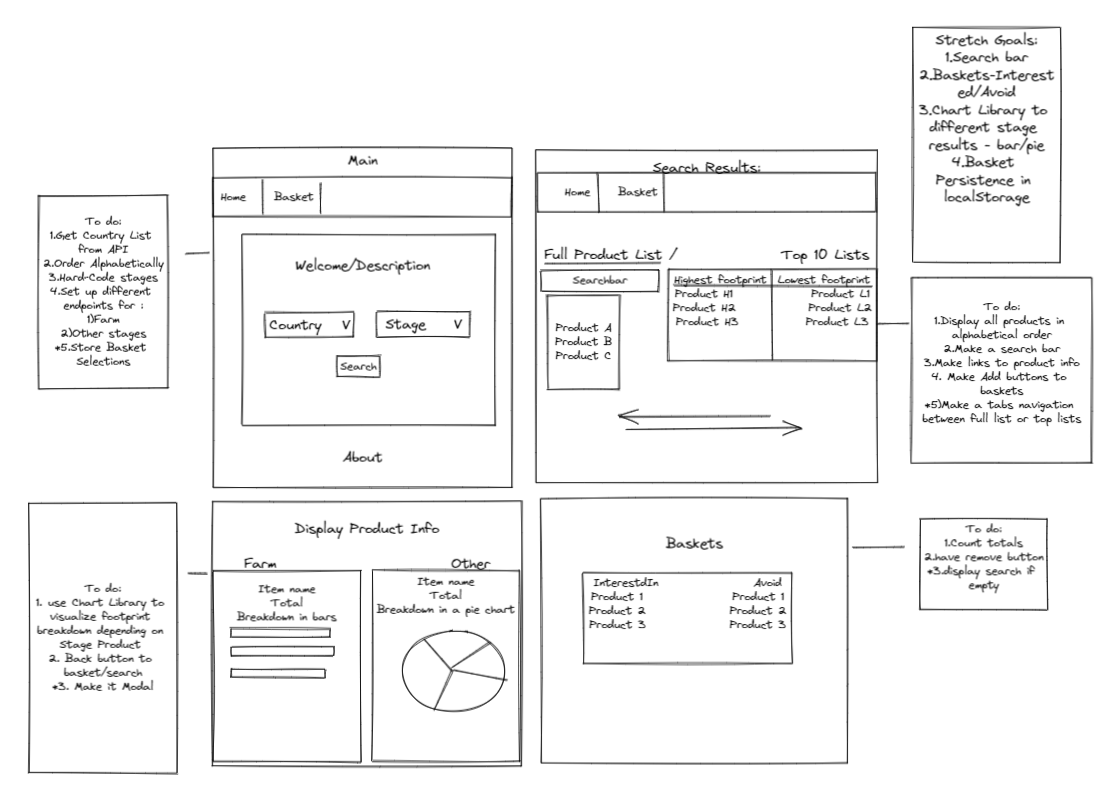 Stretch Goals:
1.Search bar
2.Baskets-Interest
ed/Avoid
3.Chart Library to
different stage
results - bar/pie
4.Basket
Persistence in
localStorage
To do:
1.Get Country List
from API
2.Order Alphabetically
3.Hard-Code stages
4.Set up different
endpoints for :
1)Farm
2)Other stages
*5.Store Basket
Selections
Main
Home
Basket
Welcome/Description
Country V
Stage V
Search
About
Search Results:
Home
Basket
Full Product List /
Top 10 Lists
Searchbar
Product A
Product B
Product C
Highest footprint
Product H1
Product H2
Product H3
Lowest footprint
Product L1
Product L2
Product L3
To do:
1.Display all products in
alphabetical order
2.Make a search bar
3.Make links to product info
4. Make Add buttons to
baskets
*5)Make a tabs navigation
between full list or top lists
To do:
1. use Chart Library to
visualize footprint
breakdown depending on
Stage Product
2. Back button to
basket/search
*3. Make it Modal
Display Product Info
Farm
Item name
Total
Breakdown in bars
Other
Item name
Total
Breakdown in a pie chart
Baskets
InterestdIn
Product 1
Product 2
Product 3
Avoid
Product 1
Product 2
Product 3
To do:
1.Count totals
2.have remove button
*3.display search if
empty